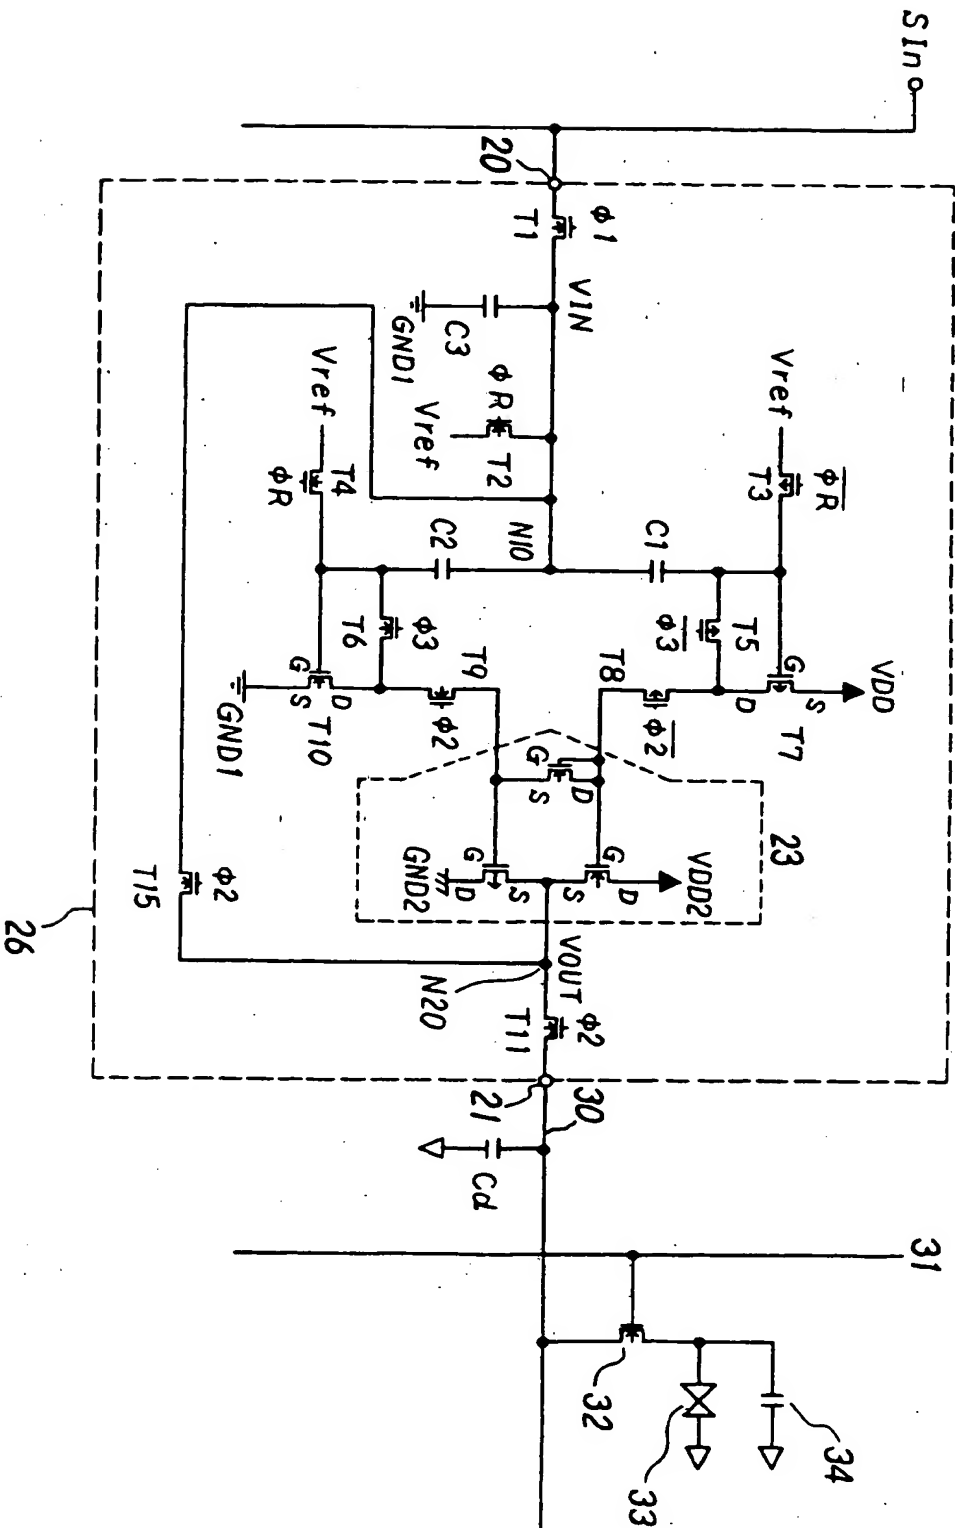 SIn
20
φ1
T1
VIN
C3
GND1
φR
T2
Vref
Vref
T4
φR
Vref
φR̅
T3
N10
C1
C2
T5
φ3̅
φ3
T6
G
S
D
T7
VDD
G
D
S
T10
GND1
T8
φ2̅
T9
φ2
G
D
S
G
D
S
VDD2
G
S
D
GND2
23
VOUT
N20
φ2
T15
φ2
T11
26
21
30
Cd
31
32
33
34